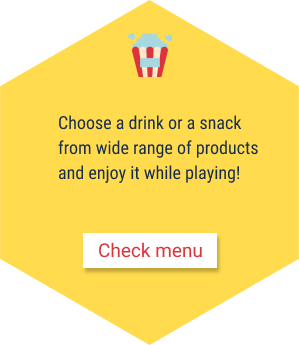 Choose a drink or a snack
from wide range of products
and enjoy it while playing!
Check menu